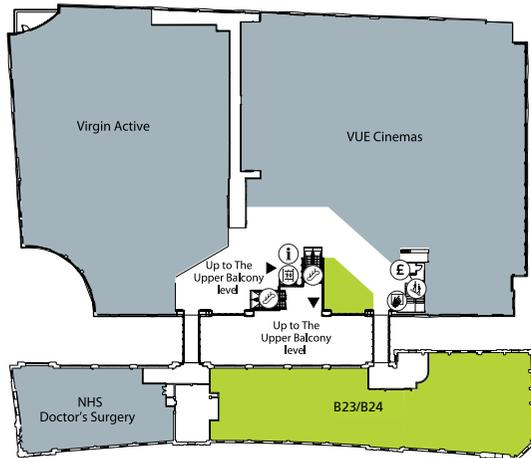 Virgin Active
VUE Cinemas
i
Up to The
Upper Balcony
level
£
Up to The
Upper Balcony
level
NHS
Doctor's Surgery
B23/B24